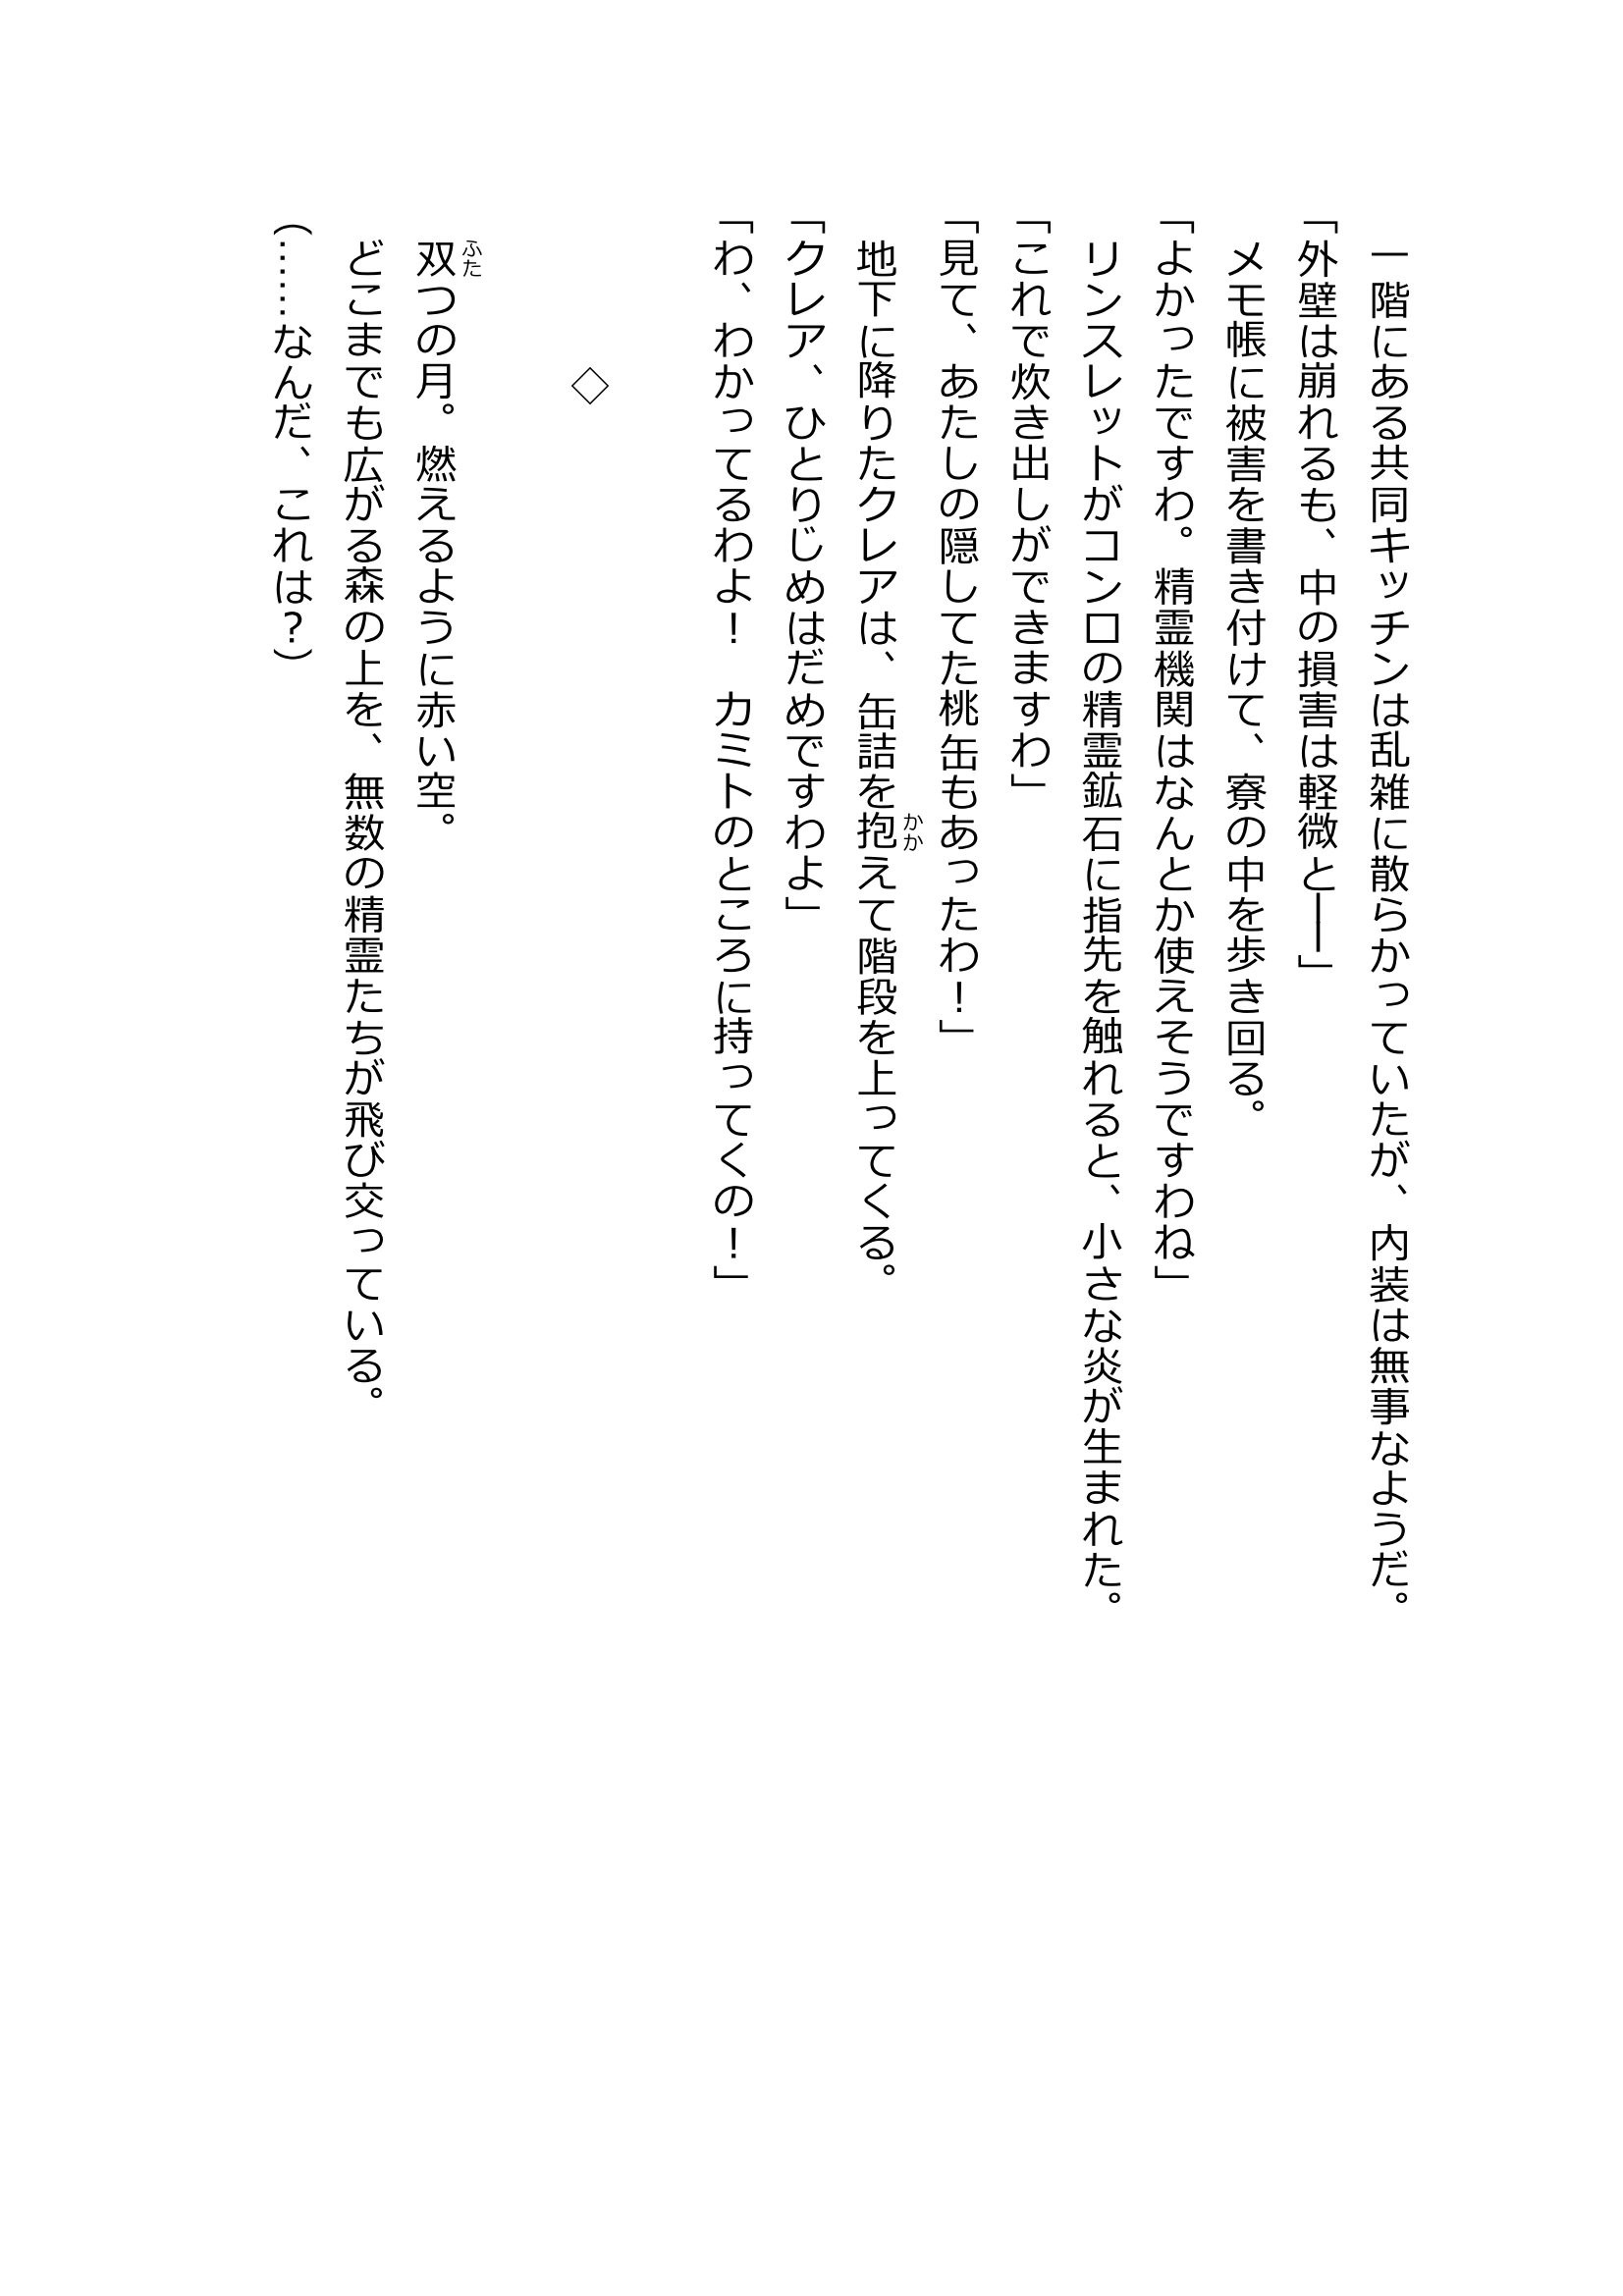 一階にある共同キッチンは乱雑に散らかっていたが、内装は無事なようだ。
「外壁は崩れるも、中の損害は軽微と――」
　メモ帳に被害を書き付けて、寮の中を歩き回る。
「よかったですわ。精霊機関はなんとか使えそうですわね」
　リンスレットがコンロの精霊鉱石に指先を触れると、小さな炎が生まれた。
「これで炊き出しができますわ」
「見て、あたしの隠してた桃缶もあったわ！」
　地下に降りたクレアは、缶詰を抱かかえて階段を上ってくる。
「クレア、ひとりじめはだめですわよ」
「わ、わかってるわよ！　カミトのところに持ってくの！」
◇
　双ふたつの月。燃えるように赤い空。
　どこまでも広がる森の上を、無数の精霊たちが飛び交っている。
（……なんだ、これは？）